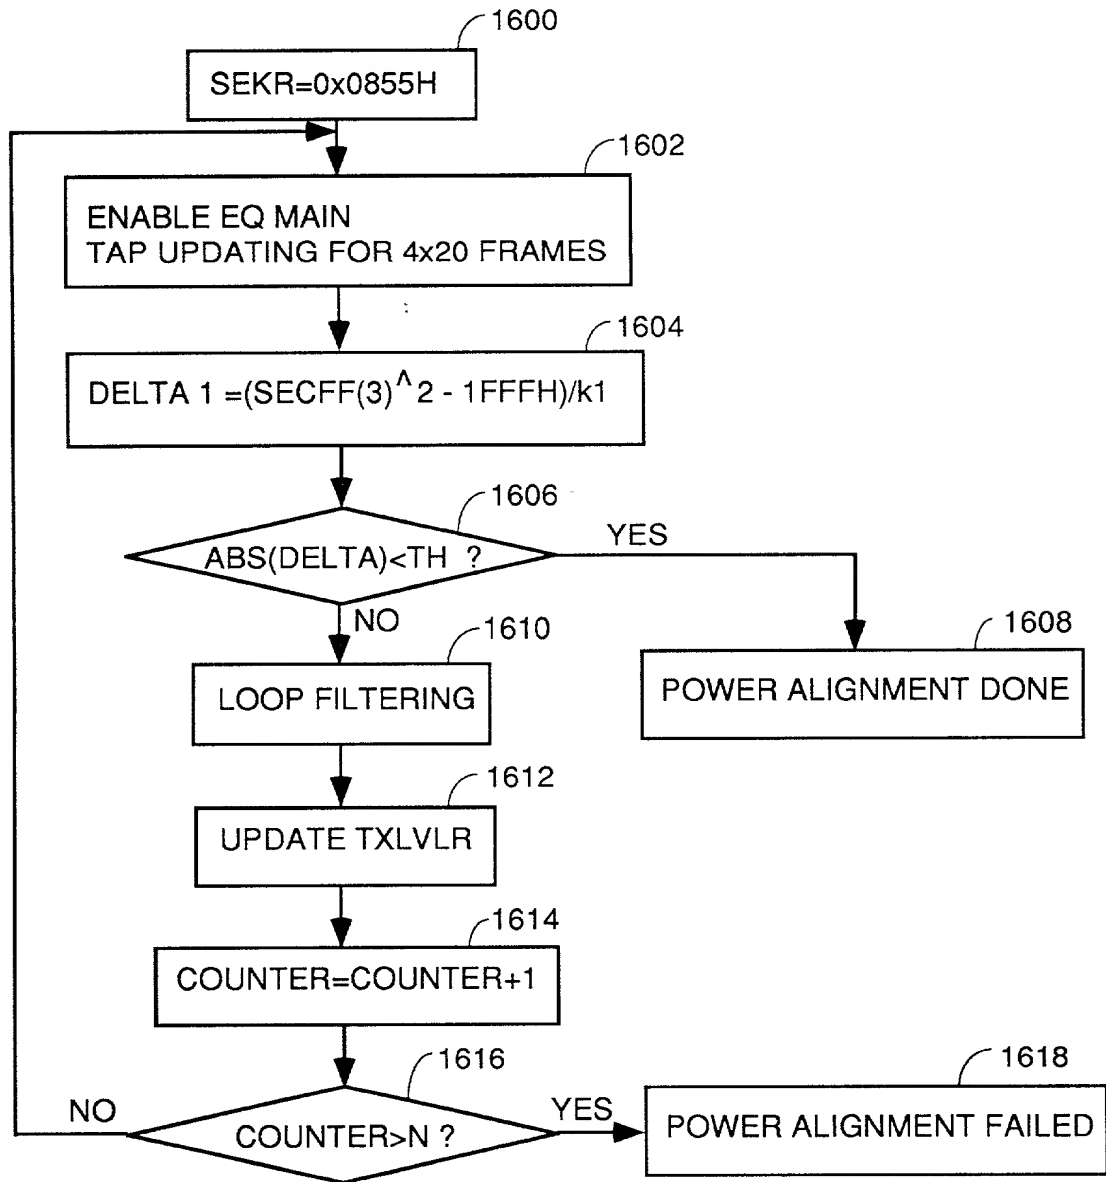 1600
SEKR=0x0855H
1602
ENABLE EQ MAIN
TAP UPDATING FOR 4x20 FRAMES
1604
DELTA 1 =(SECFF(3)^2 - 1FFFH)/k1
1606
ABS(DELTA)<TH ?
YES
NO
1608
POWER ALIGNMENT DONE
1610
LOOP FILTERING
1612
UPDATE TXLVLR
1614
COUNTER=COUNTER+1
1616
NO
COUNTER>N ?
YES
1618
POWER ALIGNMENT FAILED